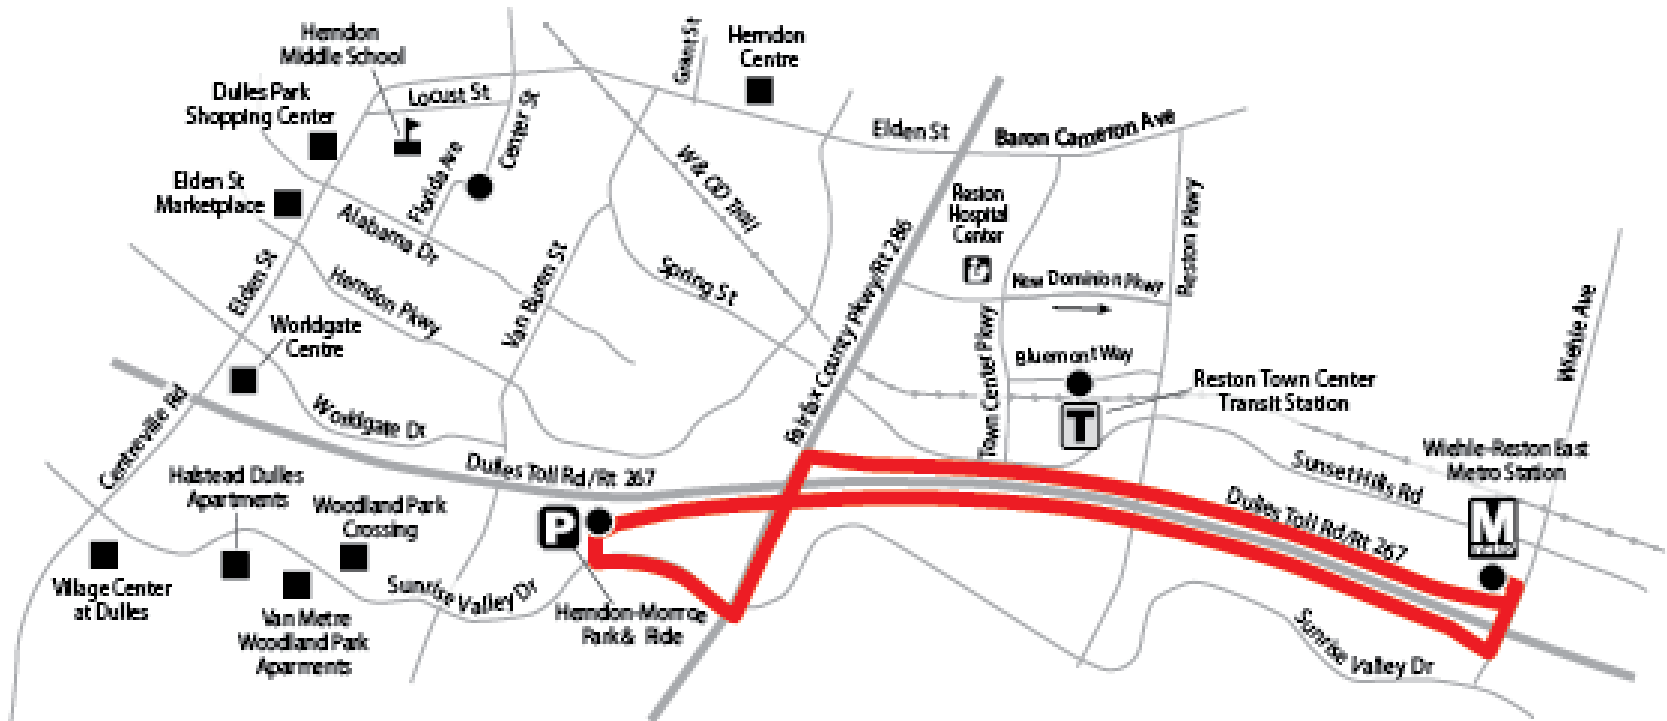 Herndon
Middle School
Grant St
Herndon
Centre
Dulles Park
Shopping Center
Locust St
Center St
Elden St
Baron Cameron Ave
Florida Ave
W & OD Trail
Elden St
Marketplace
Alabama Dr
Reston
Hospital
Center
Reston Pkwy
Elden St
Herndon Pkwy
Van Buren St
Spring St
Fairfax County Pkwy/Rt 286
New Dominion Pkwy
Worldgate
Centre
Town Center Pkwy
Bluemont Way
Wiehle Ave
Reston Town Center
Transit Station
T
Centreville Rd
Worldgate Dr
Dulles Toll Rd/Rt 267
Wiehle-Reston East
Metro Station
Sunset Hills Rd
Dulles Toll Rd/Rt 267
M
metro
Halstead Dulles
Apartments
Woodland Park
Crossing
P
Village Center
at Dulles
Sunrise Valley Dr
Van Metre
Woodland Park
Aparments
Herndon-Monroe
Park & Ride
Sunrise Valley Dr